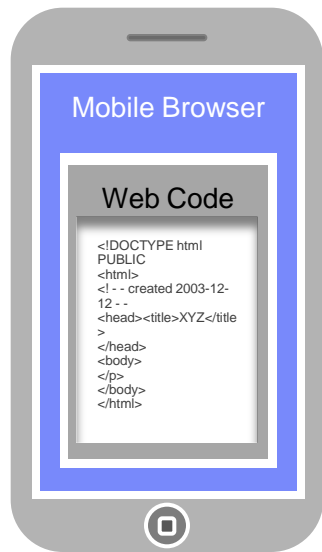 Mobile Browser
Web Code
<!DOCTYPE html
PUBLIC
<html>
<! - - created 2003-12-
12 - -
<head><title>XYZ</title
>
</head>
<body>
</p>
</body>
</html>